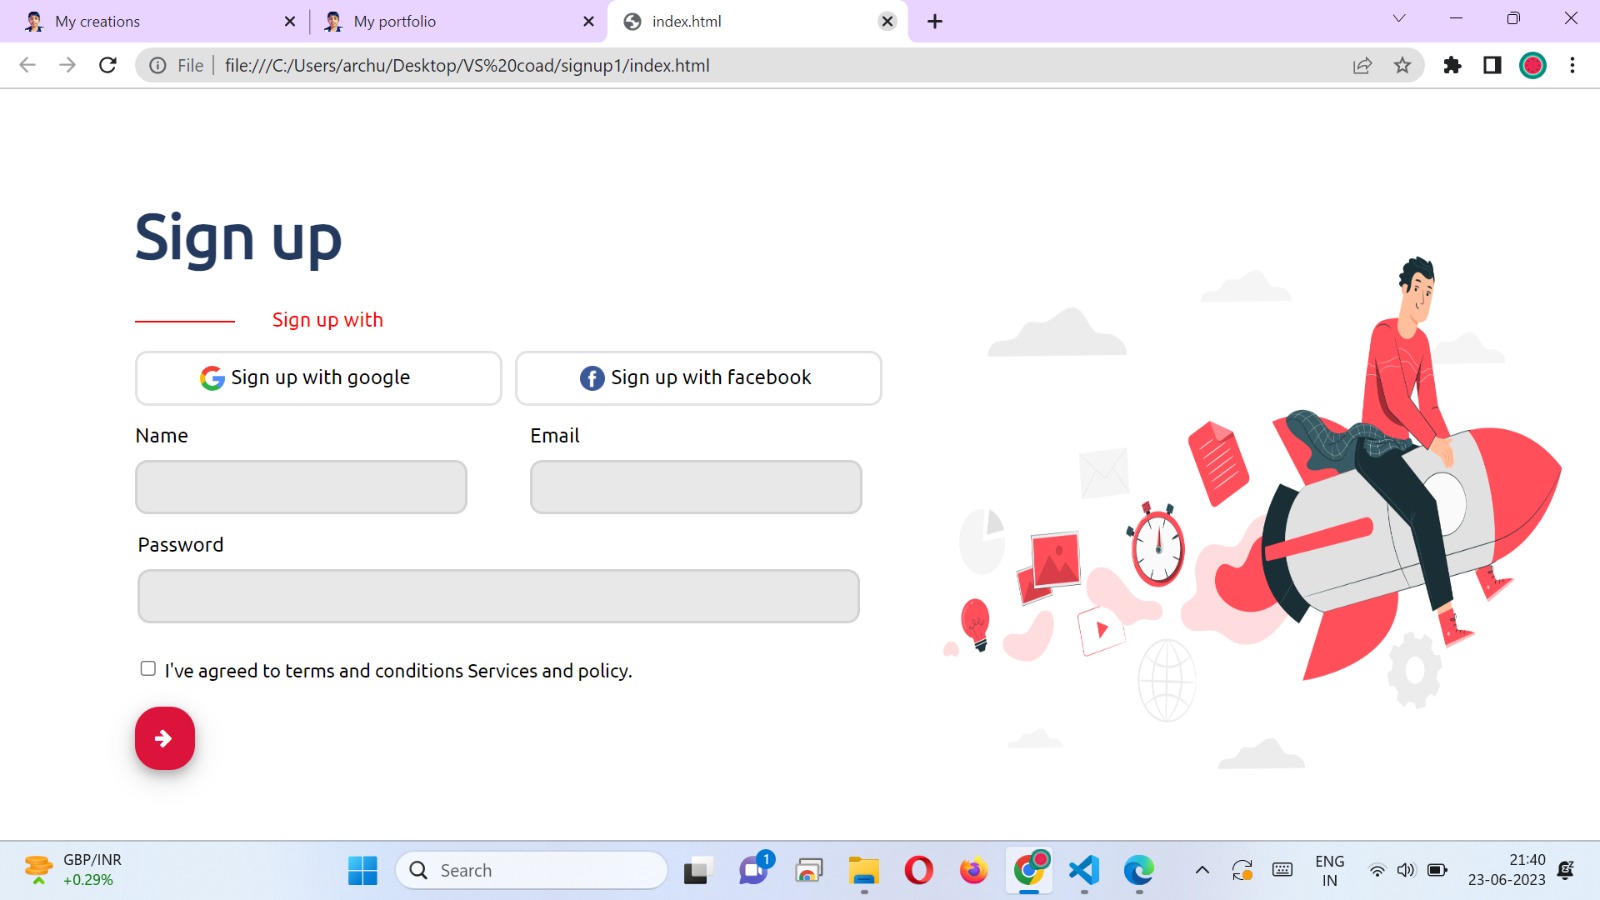 My creations
My portfolio
index.html
File
file:///C:/Users/archu/Desktop/VS%20coad/signup1/index.html
Sign up
Sign up with
Sign up with google
Sign up with facebook
Name
Email
Password
I've agreed to terms and conditions Services and policy.
GBP/INR
+0.29%
Search
1
ENG
IN
21:40
23-06-2023